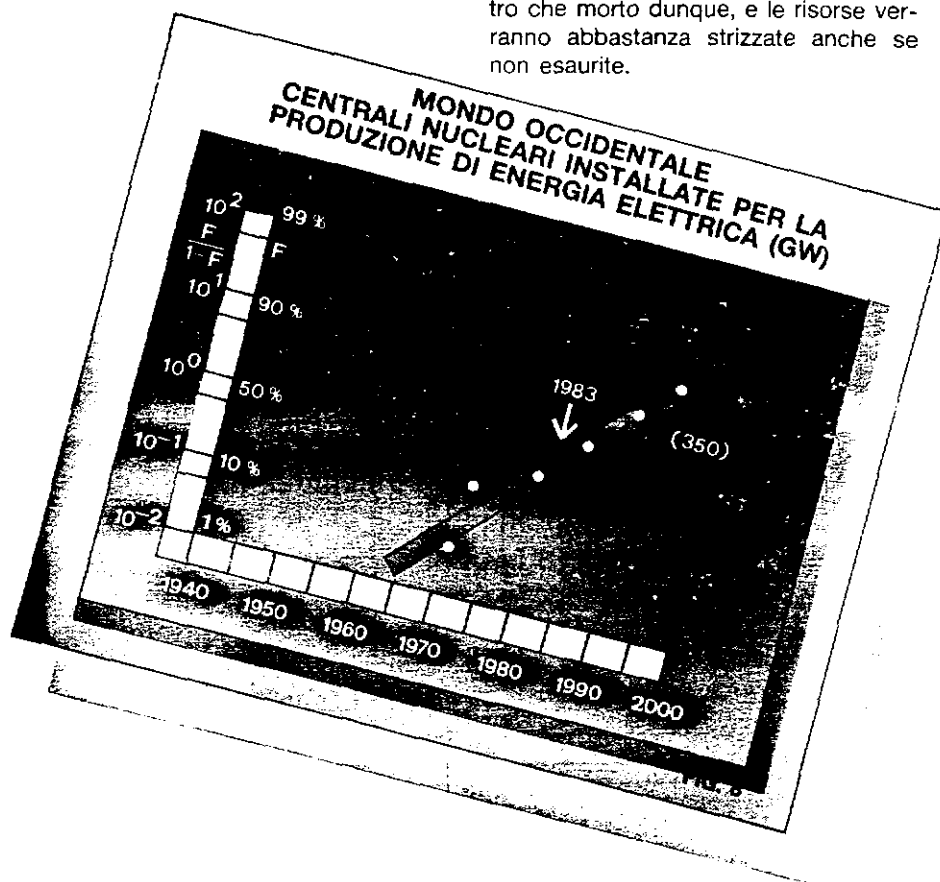 tro che morto dunque, e le risorse ver-
ranno abbastanza strizzate anche se
non esaurite.
MONDO OCCIDENTALE
CENTRALI NUCLEARI INSTALLATE PER LA
PRODUZIONE DI ENERGIA ELETTRICA (GW)
10² 99 %
F
1-F
F
10¹ 90 %
10⁰ 50 %
10⁻¹ 10 %
10⁻² 1 %
1983
(350)
1940 1950 1960 1970 1980 1990 2000